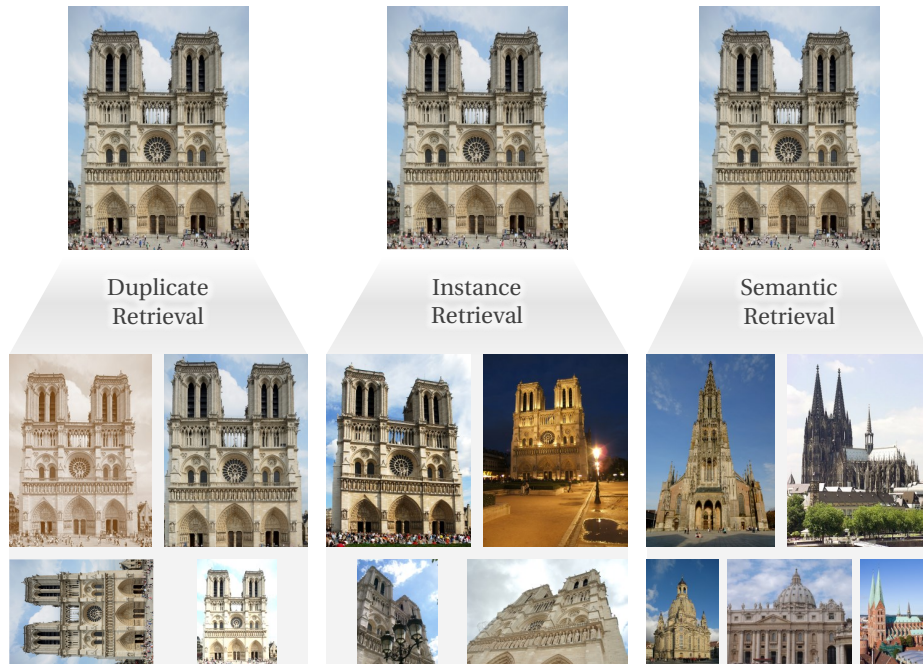 Duplicate
Retrieval
Instance
Retrieval
Semantic
Retrieval